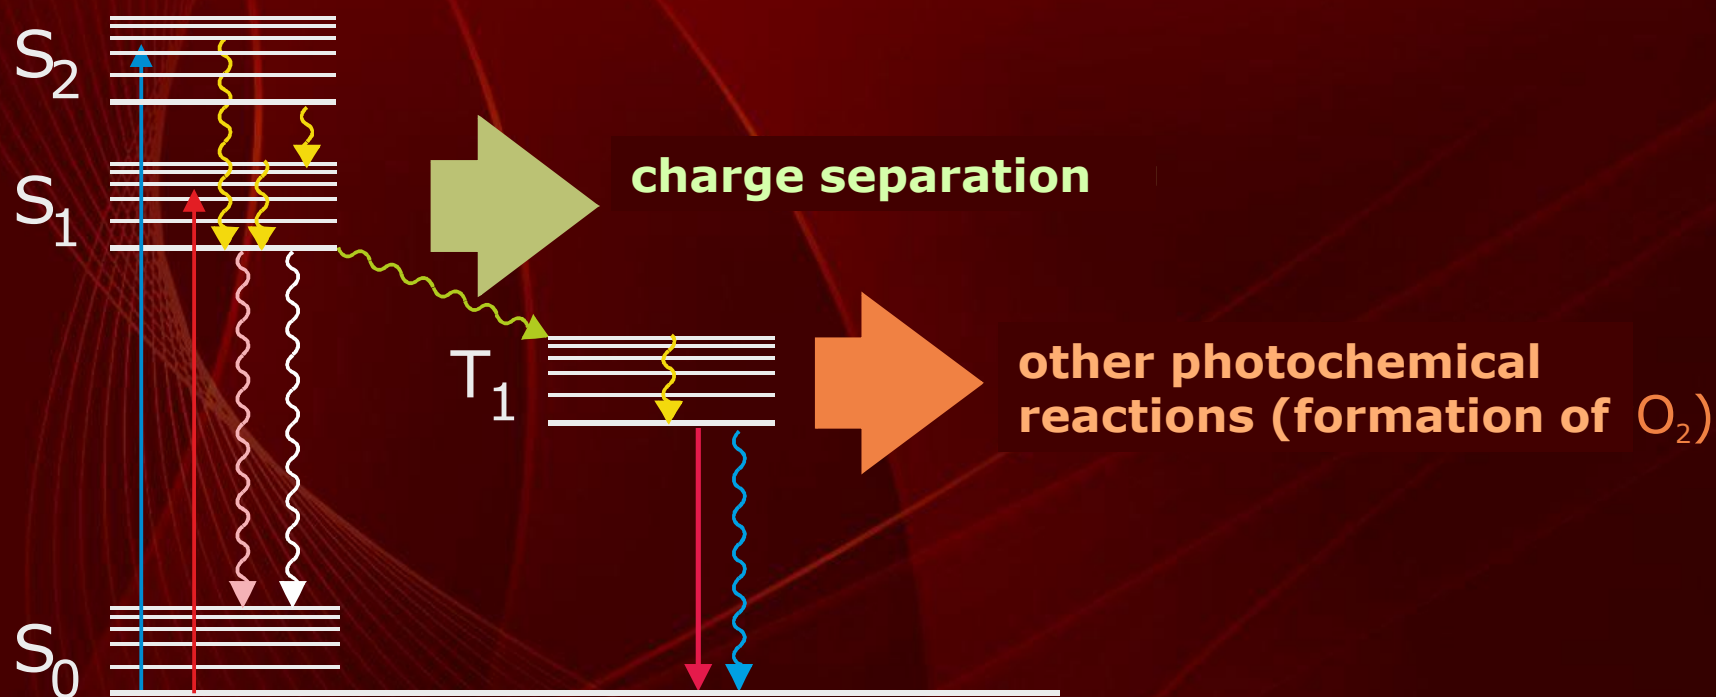 S₂
charge separation
S₁
T₁
other photochemical
reactions (formation of O₂)
S₀